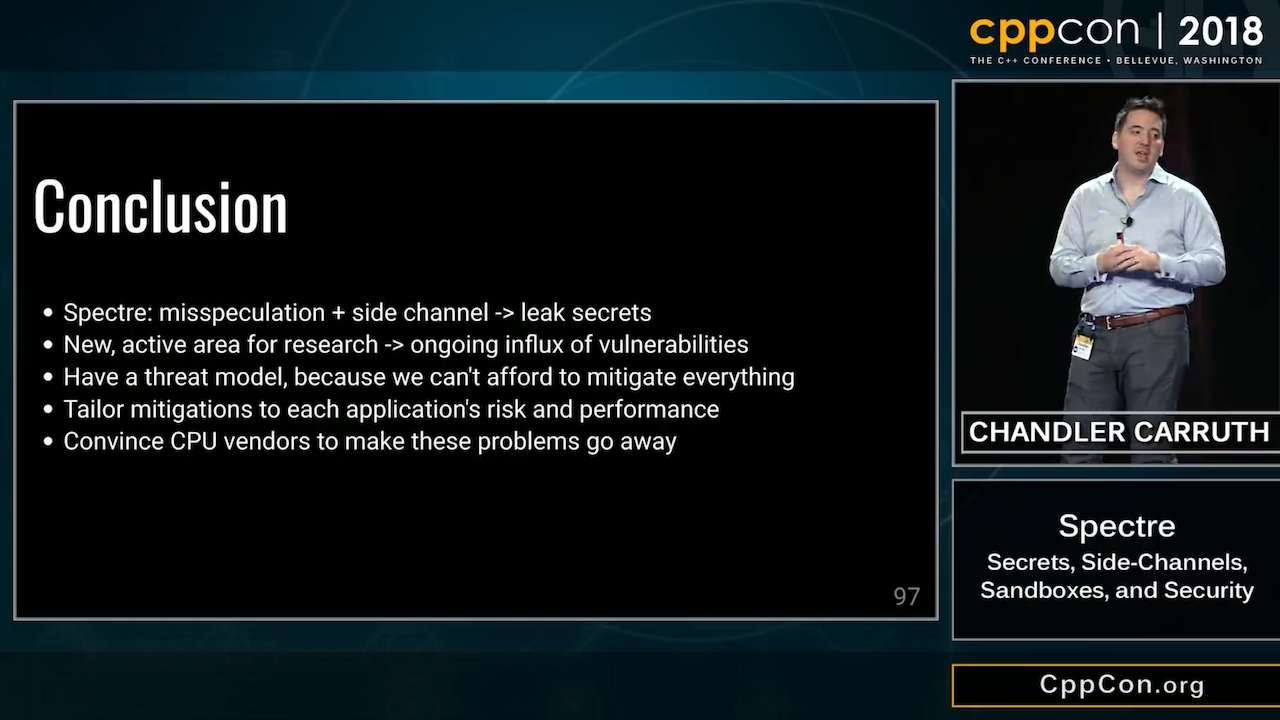 cppcon | 2018
THE C++ CONFERENCE • BELLEVUE, WASHINGTON
Conclusion
• Spectre: misspeculation + side channel -> leak secrets
• New, active area for research -> ongoing influx of vulnerabilities
• Have a threat model, because we can't afford to mitigate everything
• Tailor mitigations to each application's risk and performance
• Convince CPU vendors to make these problems go away
97
CHANDLER CARRUTH
Spectre
Secrets, Side-Channels,
Sandboxes, and Security
CppCon.org